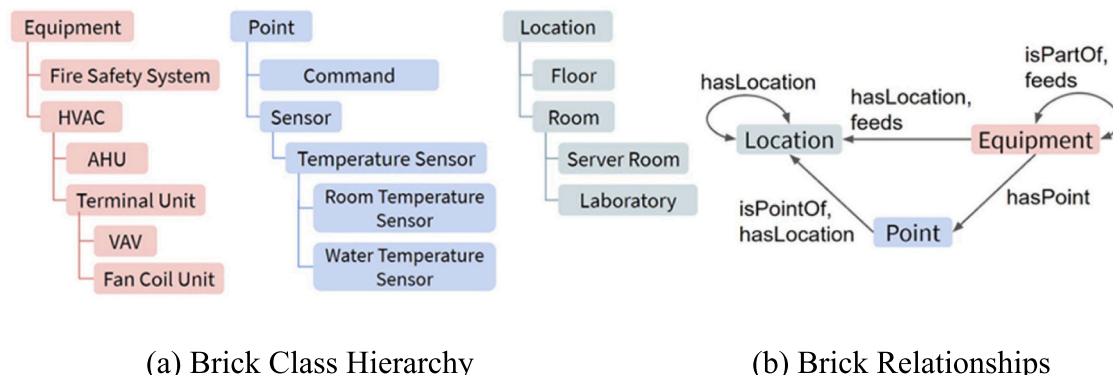 Equipment
Fire Safety System
HVAC
AHU
Terminal Unit
VAV
Fan Coil Unit
Point
Command
Sensor
Temperature Sensor
Room Temperature
Sensor
Water Temperature
Sensor
Location
Floor
Room
Server Room
Laboratory
hasLocation
isPartOf,
feeds
hasLocation,
feeds
Location
Equipment
isPointOf,
hasLocation
hasPoint
Point
(a) Brick Class Hierarchy
(b) Brick Relationships